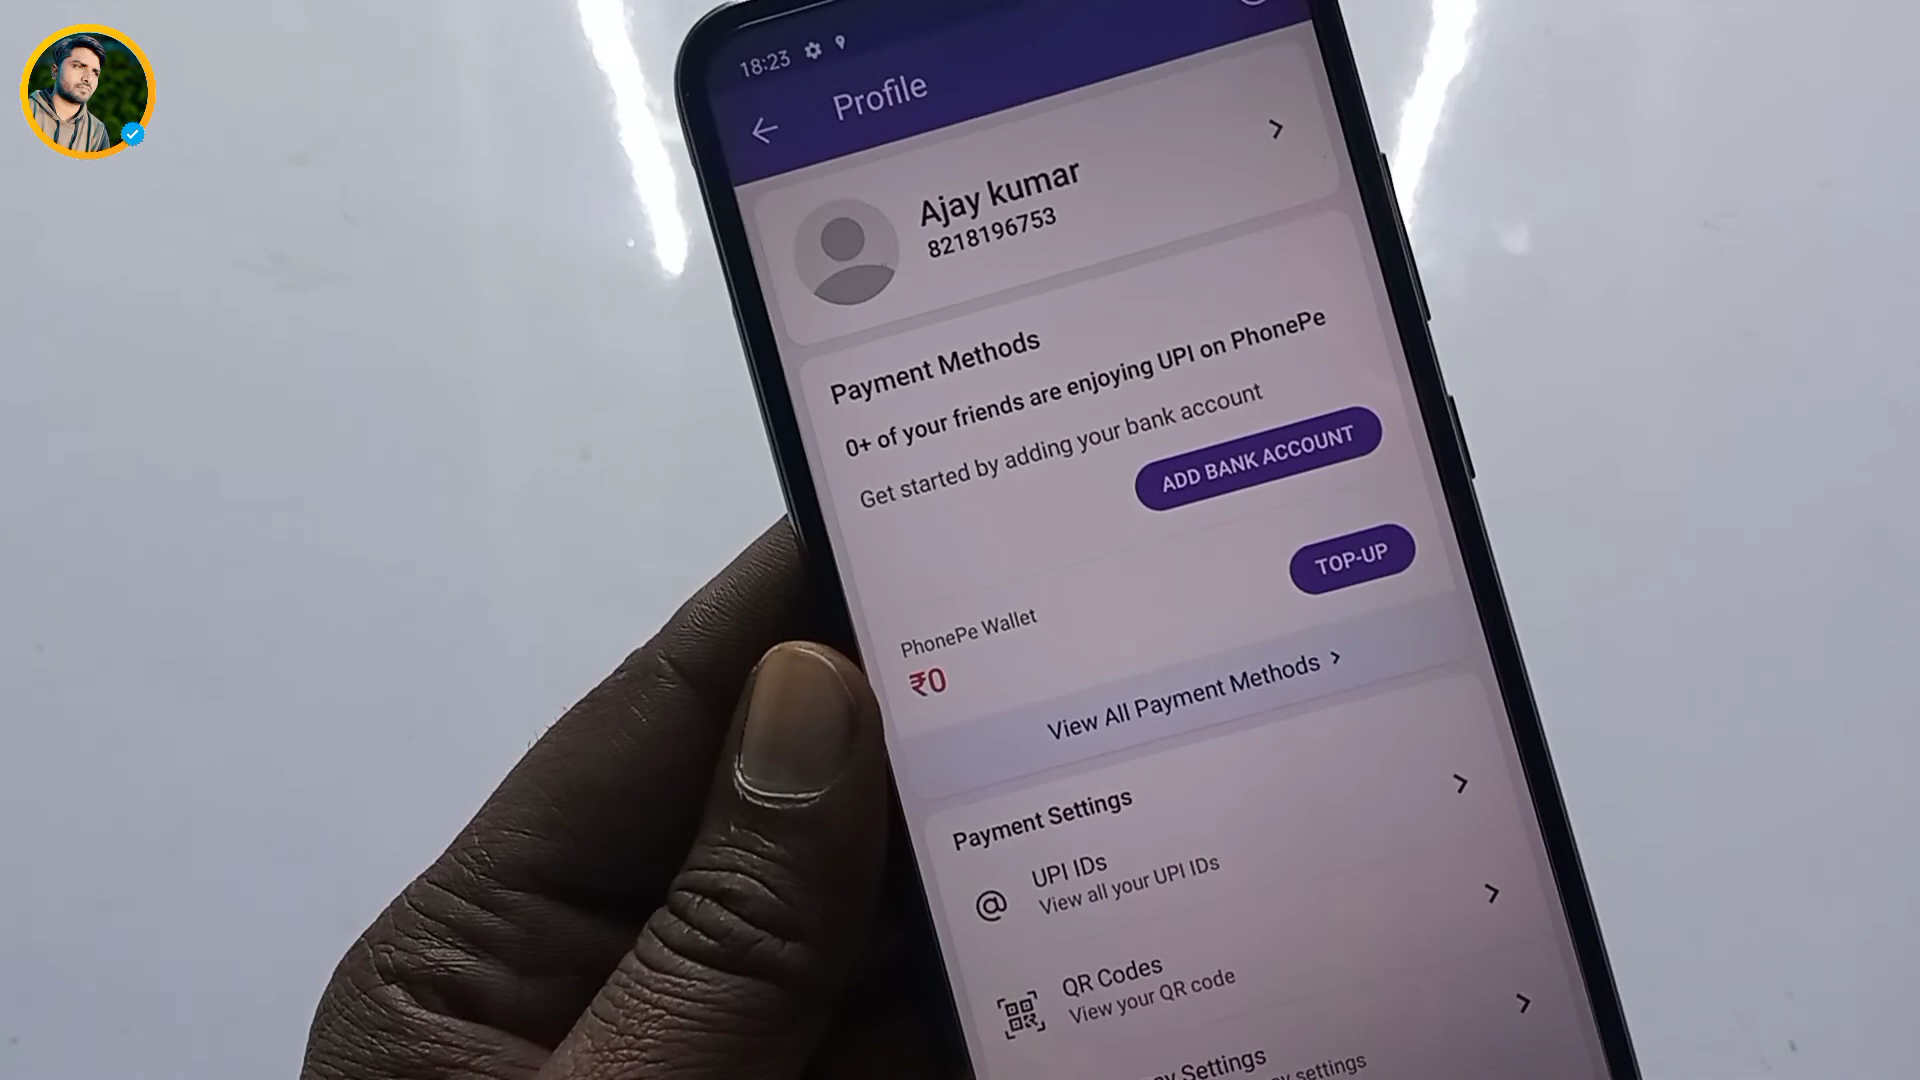 18:23
Profile
Ajay kumar
8218196753
Payment Methods
0+ of your friends are enjoying UPI on PhonePe
Get started by adding your bank account
ADD BANK ACCOUNT
TOP-UP
PhonePe Wallet
₹0
View All Payment Methods
Payment Settings
UPI IDs
View all your UPI IDs
QR Codes
View your QR code
Settings
settings